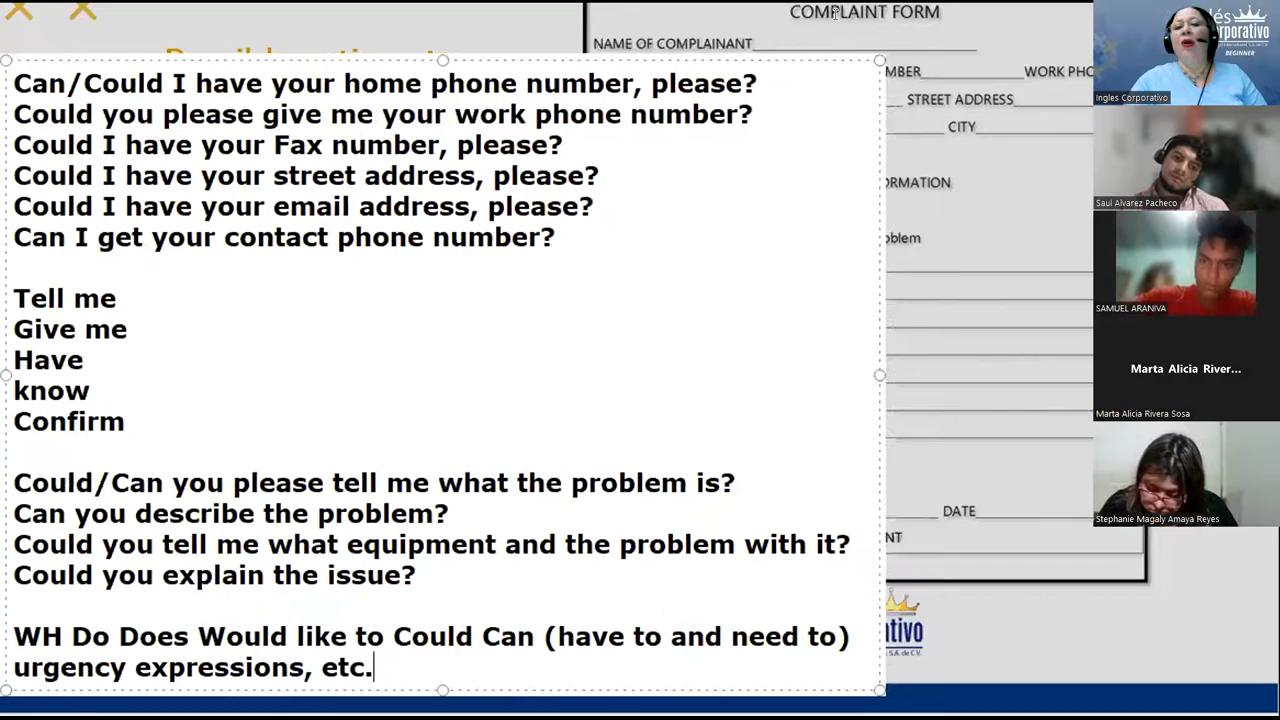 COMPLAINT FORM
NAME OF COMPLAINANT
MBER WORK PHO
STREET ADDRESS
CITY
ORMATION
oblem
DATE
NT
Can/Could I have your home phone number, please?
Could you please give me your work phone number?
Could I have your Fax number, please?
Could I have your street address, please?
Could I have your email address, please?
Can I get your contact phone number?
Tell me
Give me
Have
know
Confirm
Could/Can you please tell me what the problem is?
Can you describe the problem?
Could you tell me what equipment and the problem with it?
Could you explain the issue?
WH Do Does Would like to Could Can (have to and need to)
urgency expressions, etc.
ativo
S.A. de C.V.
lés
Corporativo
BEGINNER
Ingles Corporativo
Saul Alvarez Pacheco
SAMUEL ARANIVA
Marta Alicia River...
Marta Alicia Rivera Sosa
Stephanie Magaly Amaya Reyes